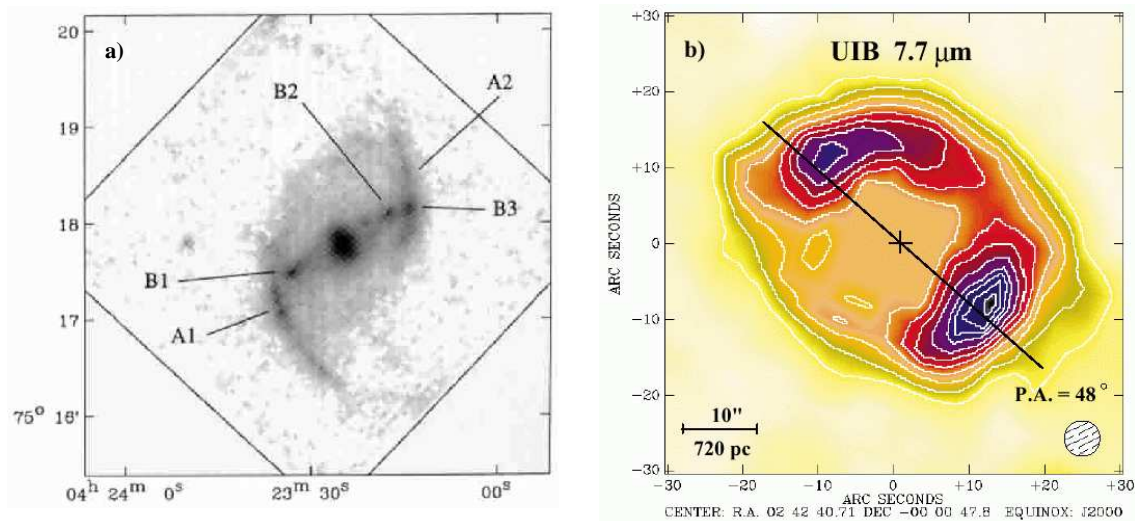 a)
20
19
18
17
75° 16'
04ʰ 24ᵐ 0ˢ
23ᵐ 30ˢ
00ˢ
B2
A2
B3
B1
A1
b)
UIB 7.7 μm
+30
+20
+10
0
−10
−20
−30
ARC SECONDS
P.A. = 48°
10"
720 pc
−30
−20
−10
0
+10
+20
+30
ARC SECONDS
CENTER: R.A. 02 42 40.71 DEC -00 00 47.8 EQUINOX: J2000